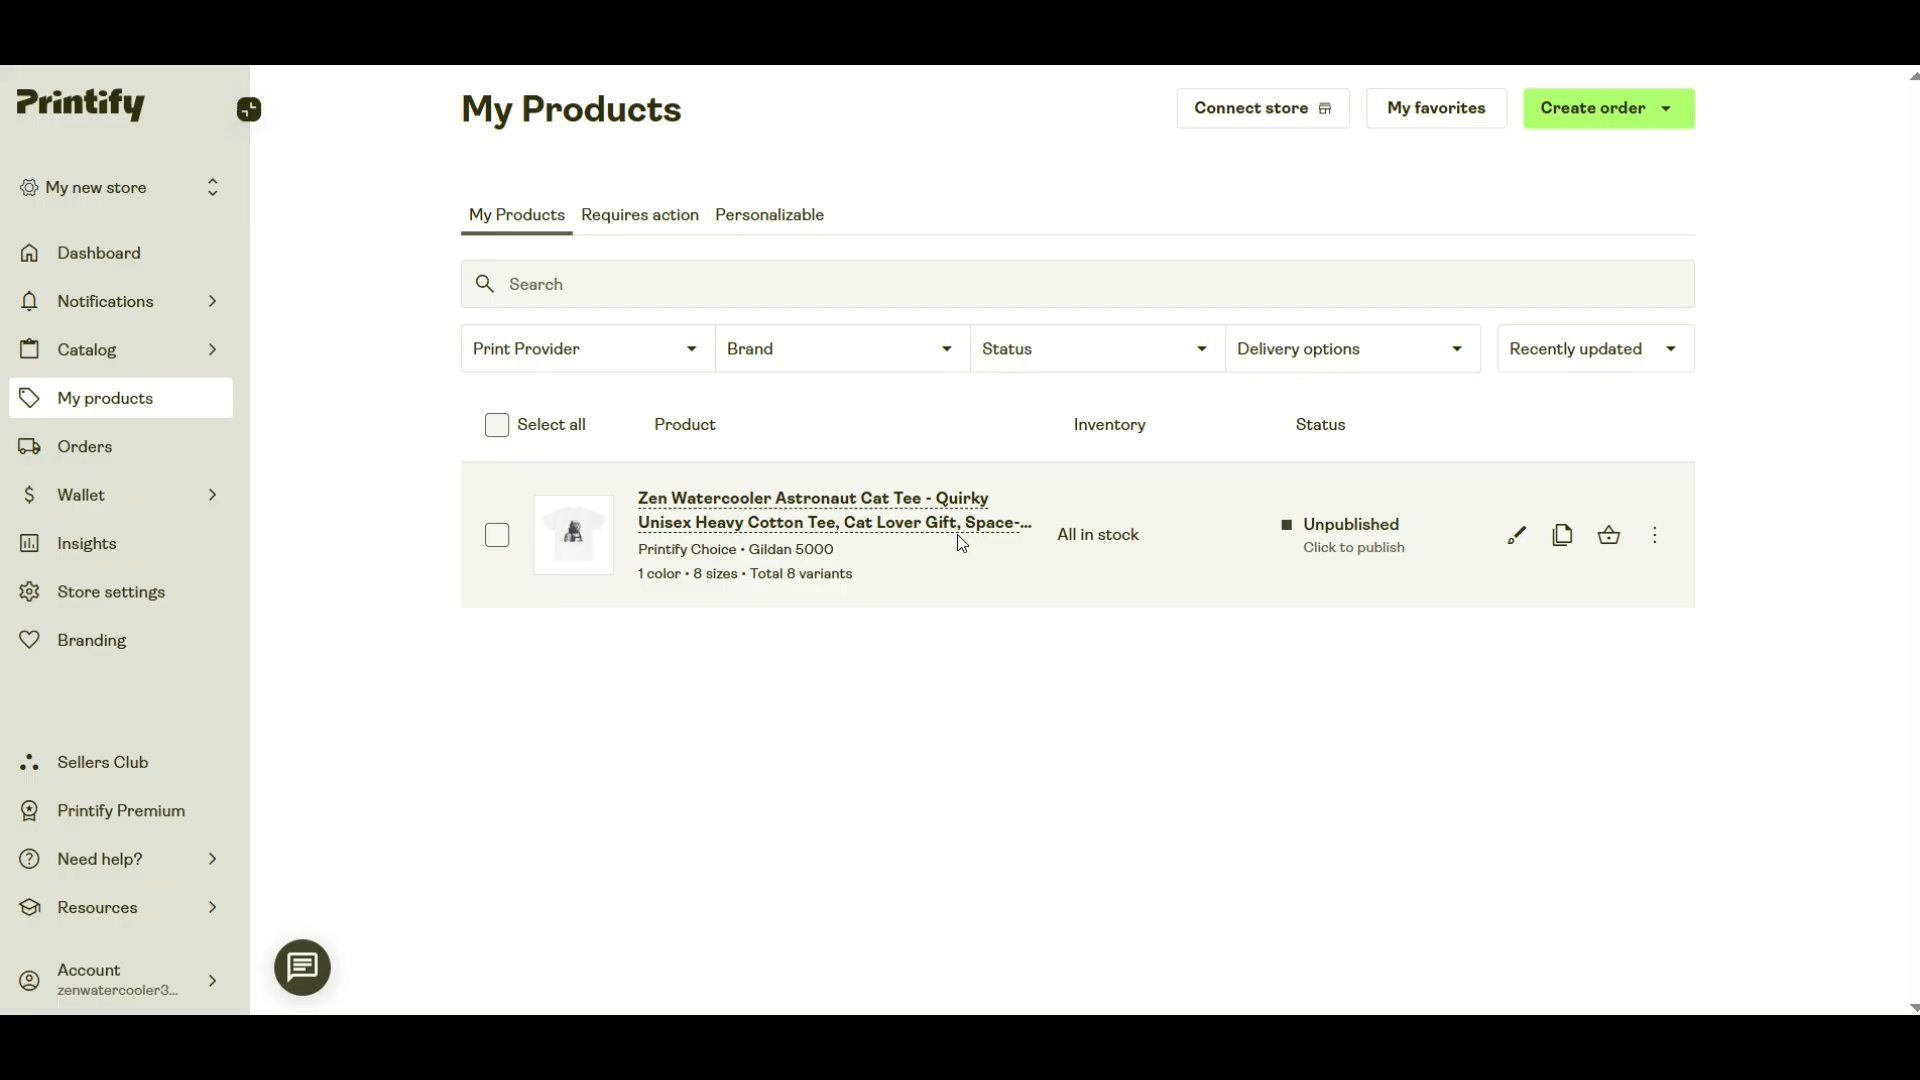 Printify
My new store
Dashboard
Notifications
Catalog
My products
Orders
Wallet
Insights
Store settings
Branding
Sellers Club
Printify Premium
Need help?
Resources
Account
zenwatercooler3...
My Products
Connect store
My favorites
Create order
My Products
Requires action
Personalizable
Search
Print Provider
Brand
Status
Delivery options
Recently updated
Select all
Product
Inventory
Status
Zen Watercooler Astronaut Cat Tee - Quirky
Unisex Heavy Cotton Tee, Cat Lover Gift, Space-...
Printify Choice • Gildan 5000
1 color • 8 sizes • Total 8 variants
All in stock
Unpublished
Click to publish